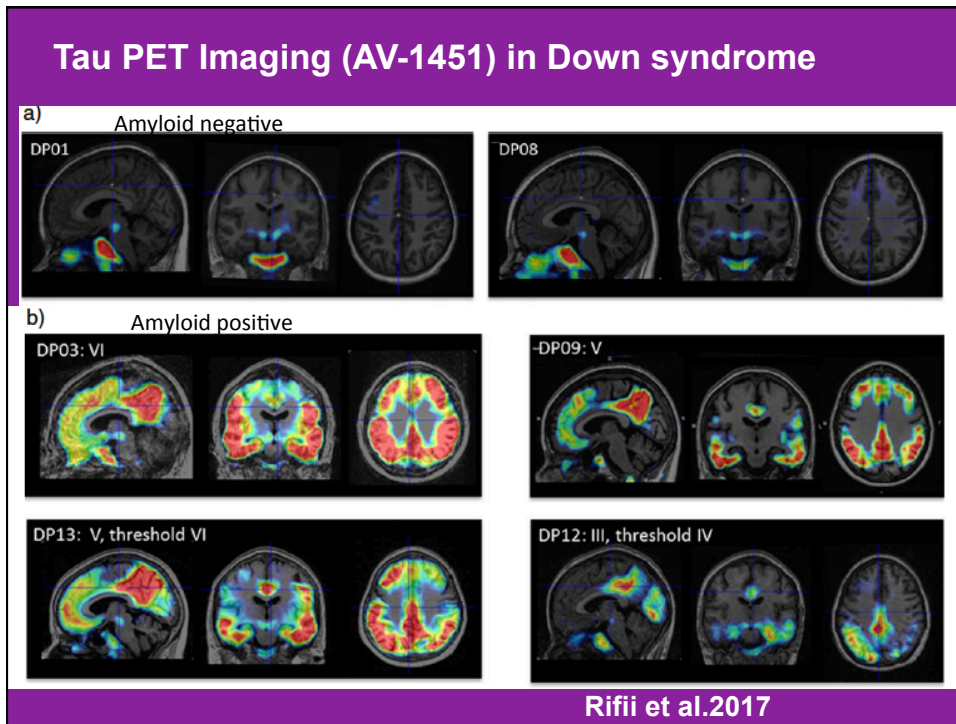 Tau PET Imaging (AV-1451) in Down syndrome
a)
Amyloid negative
DP01
DP08
b)
Amyloid positive
DP03: VI
DP09: V
DP13: V, threshold VI
DP12: III, threshold IV
Rifii et al.2017